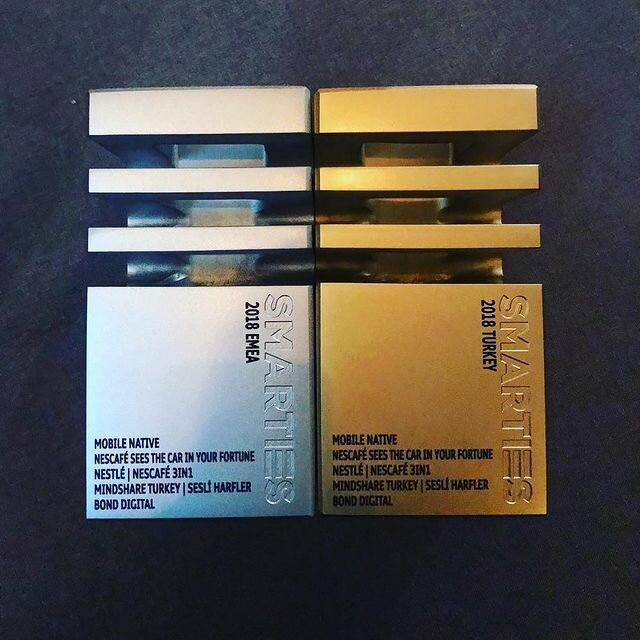 SMARTIES
2018 EMEA
MOBILE NATIVE
NESCAFÉ SEES THE CAR IN YOUR FORTUNE
NESTLÉ | NESCAFÉ 3IN1
MINDSHARE TURKEY | SESLİ HARFLER
BOND DIGITAL
SMARTIES
2018 TURKEY
MOBILE NATIVE
NESCAFÉ SEES THE CAR IN YOUR FORTUNE
NESTLÉ | NESCAFÉ 3IN1
MINDSHARE TURKEY | SESLİ HARFLER
BOND DIGITAL